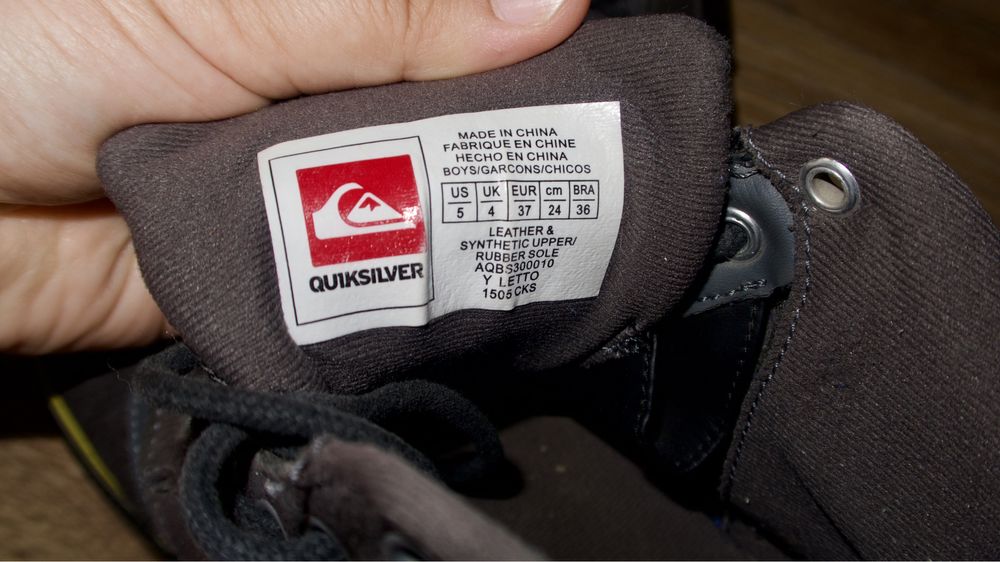 QUIKSILVER
MADE IN CHINA
FABRIQUE EN CHINE
HECHO EN CHINA
BOYS/GARCONS/CHICOS
US UK EUR cm BRA
5 4 37 24 36
LEATHER &
SYNTHETIC UPPER/
RUBBER SOLE
AQBS300010
Y LETTO
1505 CKS